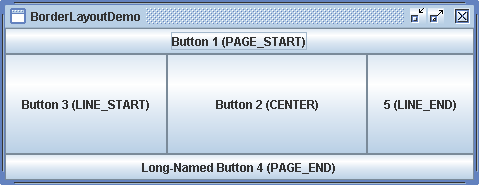 BorderLayoutDemo
Button 1 (PAGE_START)
Button 3 (LINE_START) Button 2 (CENTER) 5 (LINE_END)
Long-Named Button 4 (PAGE_END)